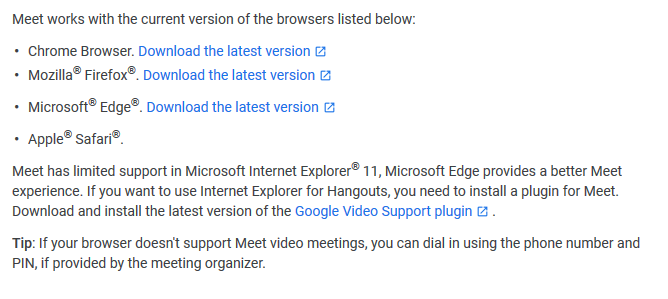 Meet works with the current version of the browsers listed below:
• Chrome Browser. Download the latest version
• Mozilla® Firefox®. Download the latest version
• Microsoft® Edge®. Download the latest version
• Apple® Safari®.
Meet has limited support in Microsoft Internet Explorer® 11, Microsoft Edge provides a better Meet
experience. If you want to use Internet Explorer for Hangouts, you need to install a plugin for Meet.
Download and install the latest version of the Google Video Support plugin .
Tip: If your browser doesn't support Meet video meetings, you can dial in using the phone number and
PIN, if provided by the meeting organizer.